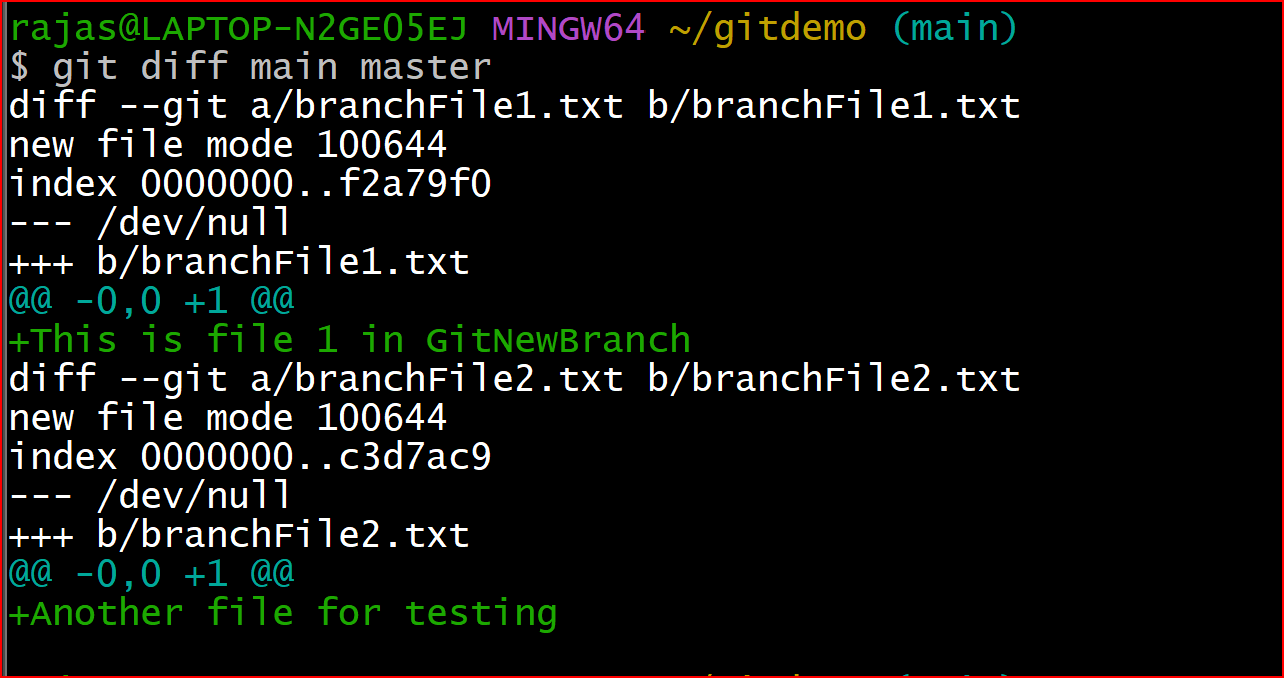 rajas@LAPTOP-N2GEO5EJ MINGW64 ~/gitdemo (main)
$ git diff main master
diff --git a/branchFile1.txt b/branchFile1.txt
new file mode 100644
index 0000000..f2a79f0
--- /dev/null
+++ b/branchFile1.txt
@@ -0,0 +1 @@
+This is file 1 in GitNewBranch
diff --git a/branchFile2.txt b/branchFile2.txt
new file mode 100644
index 0000000..c3d7ac9
--- /dev/null
+++ b/branchFile2.txt
@@ -0,0 +1 @@
+Another file for testing